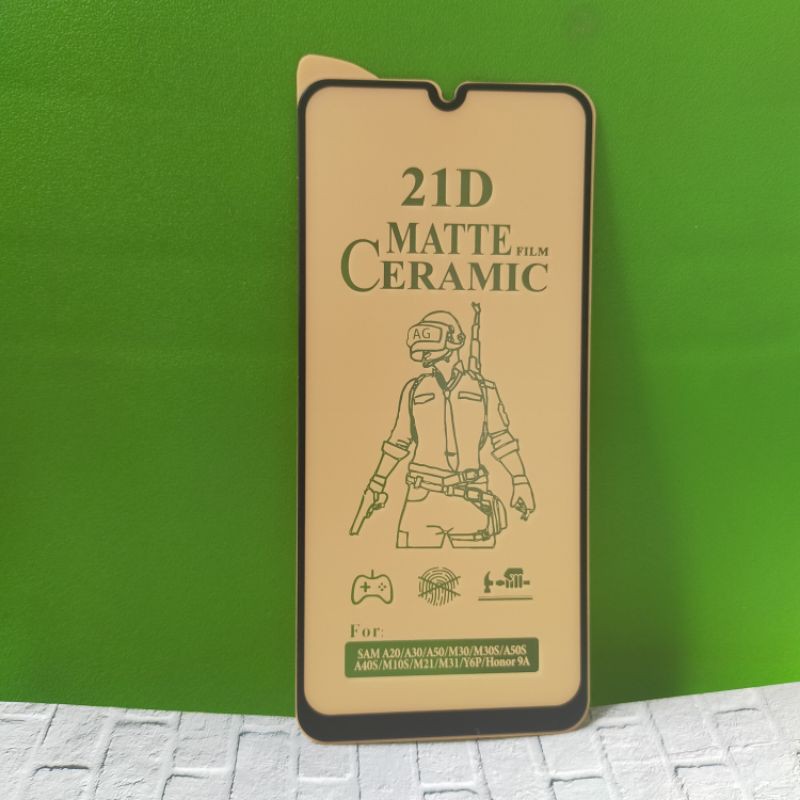 21D
MATTE FILM
CERAMIC
AG
For:
SAM A20/A30/A50/M30/M30S/A50S
A40S/M10S/M21/M31/Y6P/Honor 9A